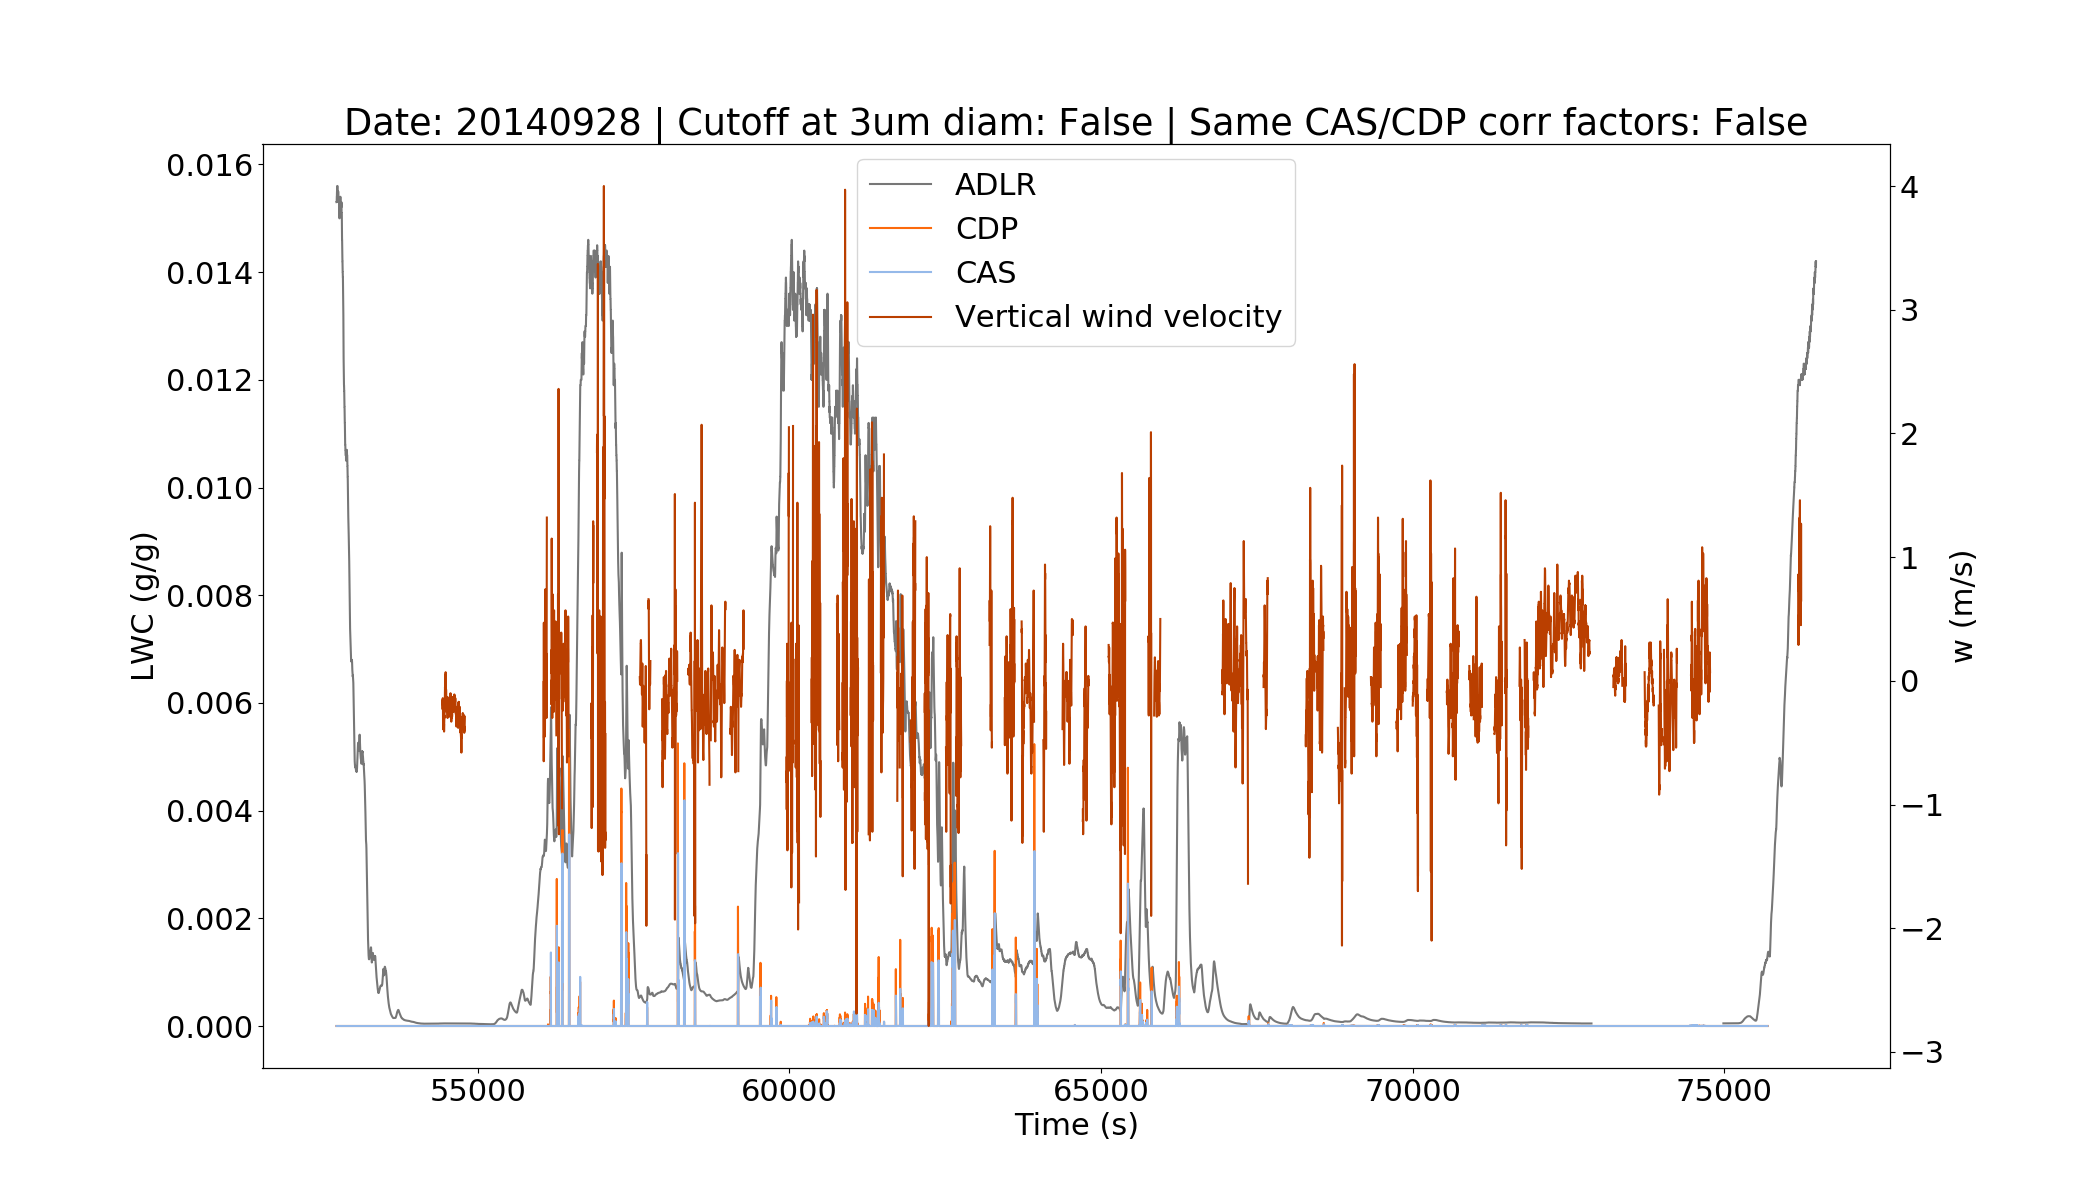 Date: 20140928 | Cutoff at 3um diam: False | Same CAS/CDP corr factors: False
ADLR
CDP
CAS
Vertical wind velocity
0.016
0.014
0.012
0.010
0.008
0.006
0.004
0.002
0.000
LWC (g/g)
4
3
2
1
0
−1
−2
−3
w (m/s)
55000 60000 65000 70000 75000
Time (s)